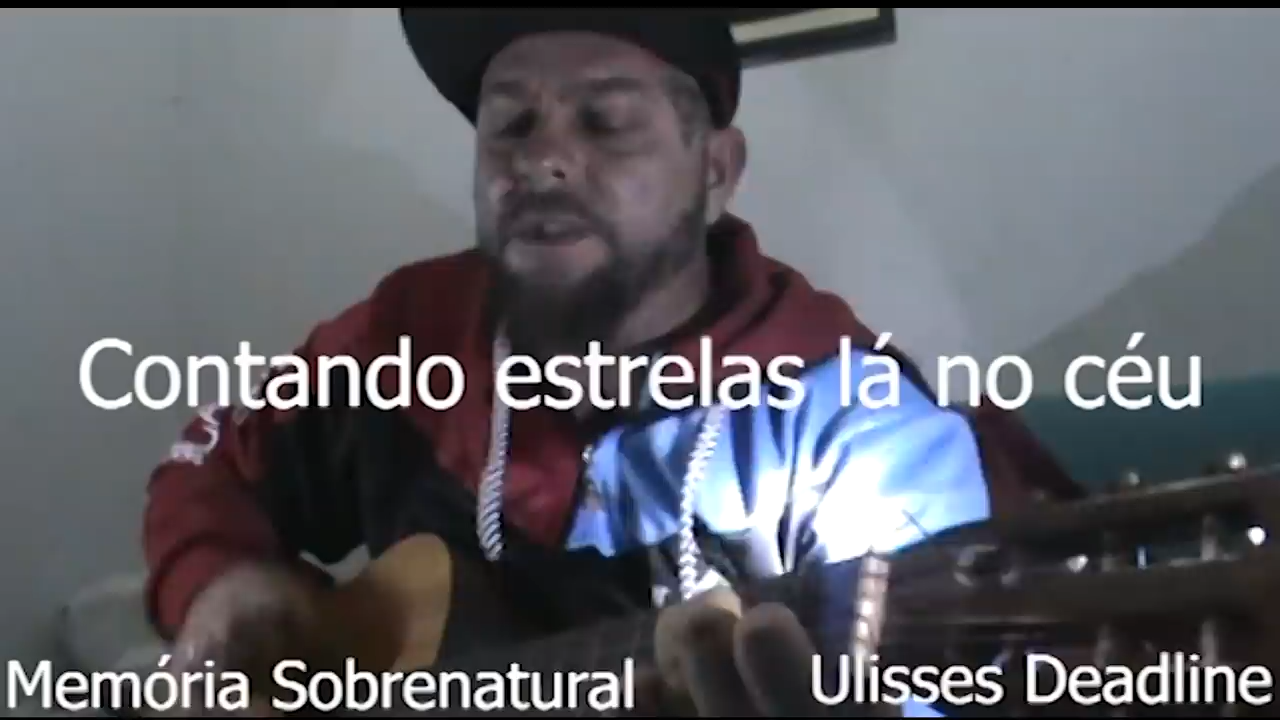 Contando estrelas lá no céu
Memória Sobrenatural
Ulisses Deadline